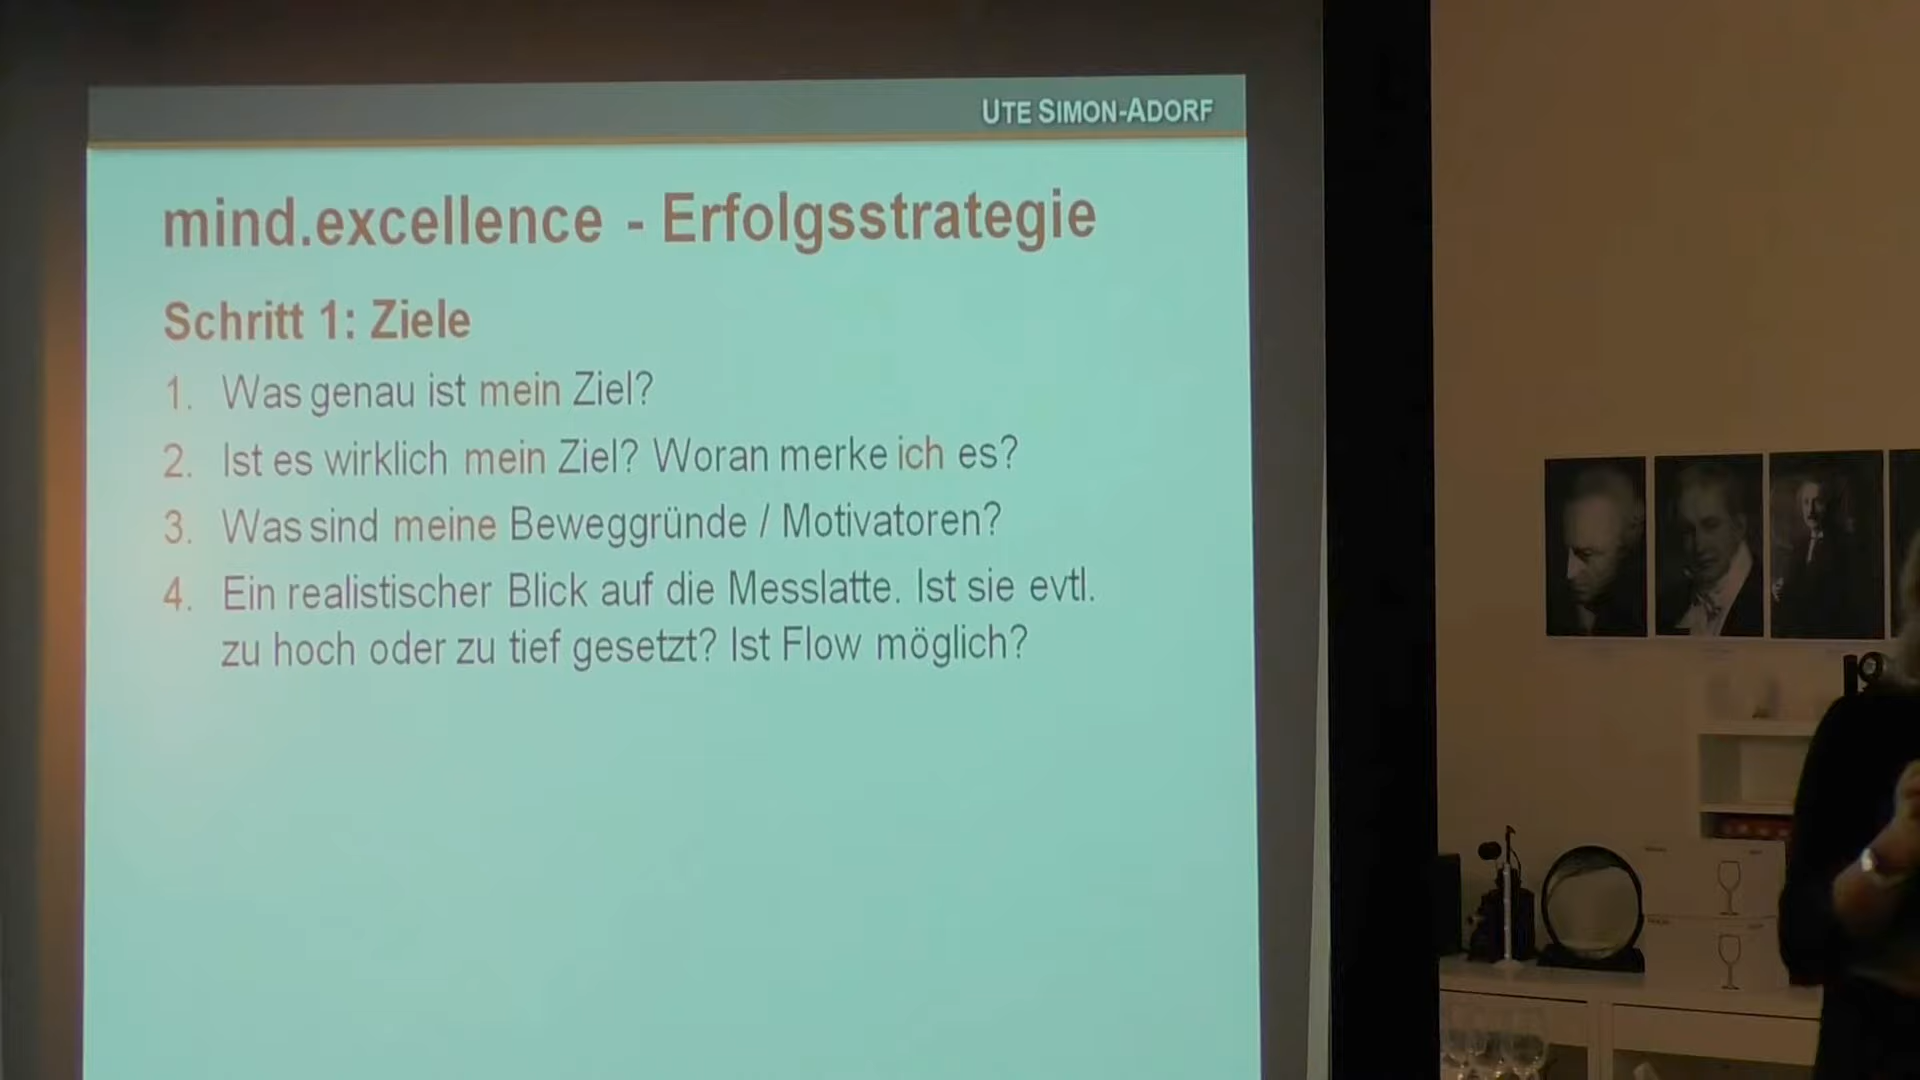 UTE SIMON-ADORF
mind.excellence - Erfolgsstrategie
Schritt 1: Ziele
1. Was genau ist mein Ziel?
2. Ist es wirklich mein Ziel? Woran merke ich es?
3. Was sind meine Beweggründe / Motivatoren?
4. Ein realistischer Blick auf die Messlatte. Ist sie evtl.
zu hoch oder zu tief gesetzt? Ist Flow möglich?